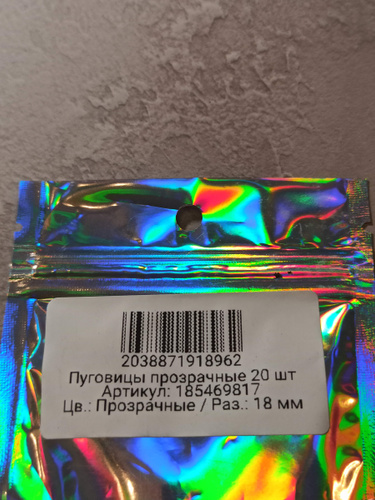 2038871918962
Пуговицы прозрачные 20 шт
Артикул: 185469817
Цв.: Прозрачные / Раз.: 18 мм